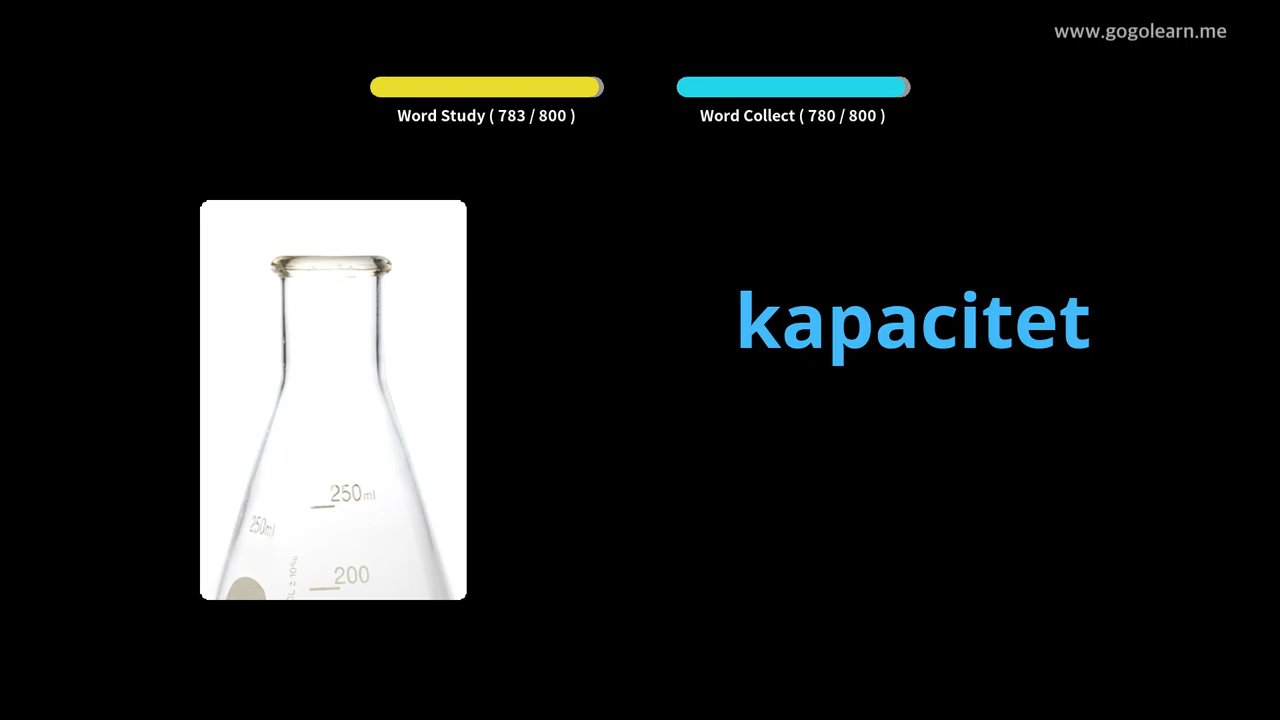 www.gogolearn.me
Word Study ( 783 / 800 )
Word Collect ( 780 / 800 )
kapacitet
250ml
250ml
200